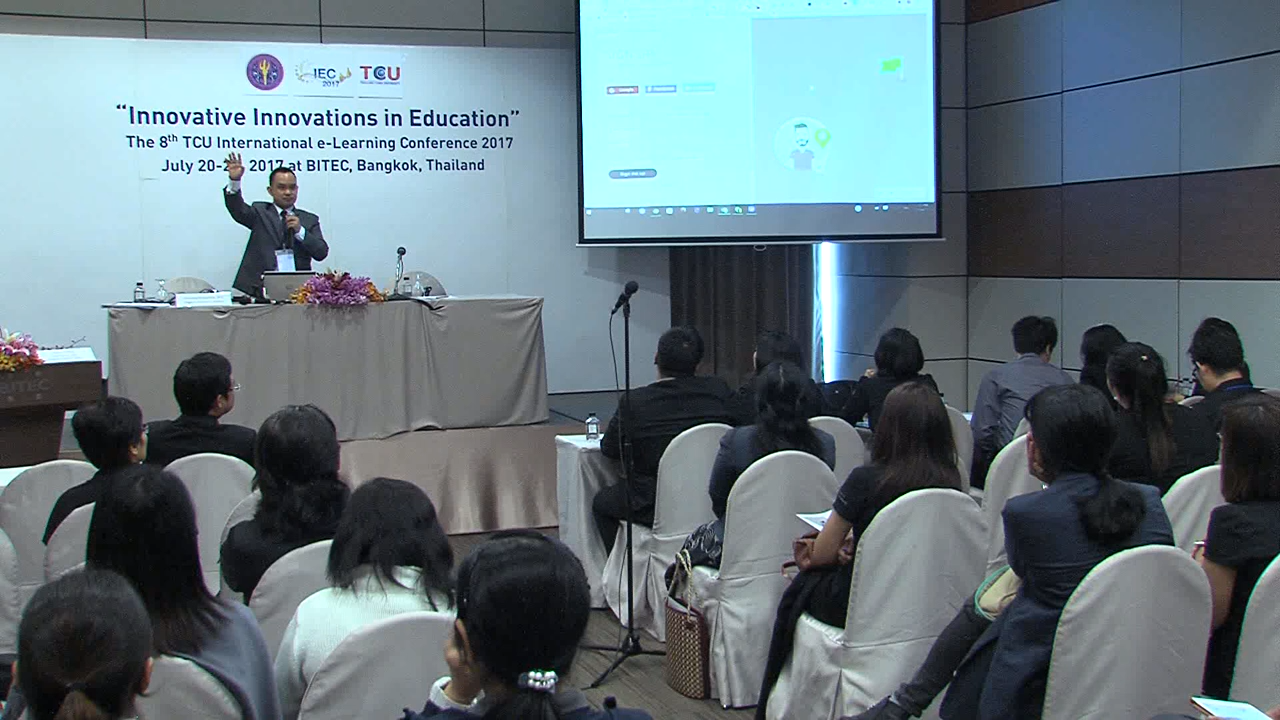 IEC
2017
TCU
“Innovative Innovations in Education”
The 8th TCU International e-Learning Conference 2017
July 20-2 2017 at BITEC, Bangkok, Thailand
BITEC